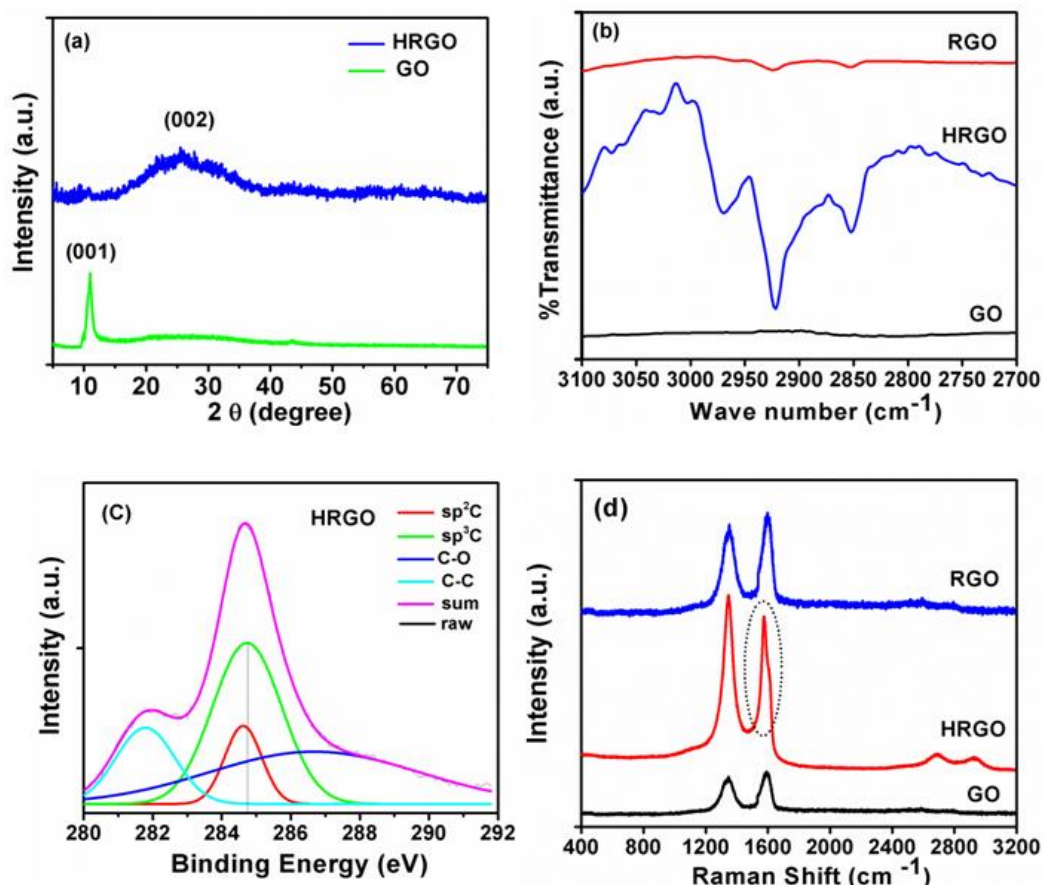 (a)
HRGO
GO
(002)
(001)
Intensity (a.u.)
10 20 30 40 50 60 70
2 θ (degree)
(b)
RGO
HRGO
GO
%Transmittance (a.u.)
3100 3050 3000 2950 2900 2850 2800 2750 2700
Wave number (cm⁻¹)
(C)
HRGO
sp²C
sp³C
C-O
C-C
sum
raw
Intensity (a.u.)
280 282 284 286 288 290 292
Binding Energy (eV)
(d)
RGO
HRGO
GO
Intensity (a.u.)
400 800 1200 1600 2000 2400 2800 3200
Raman Shift (cm⁻¹)